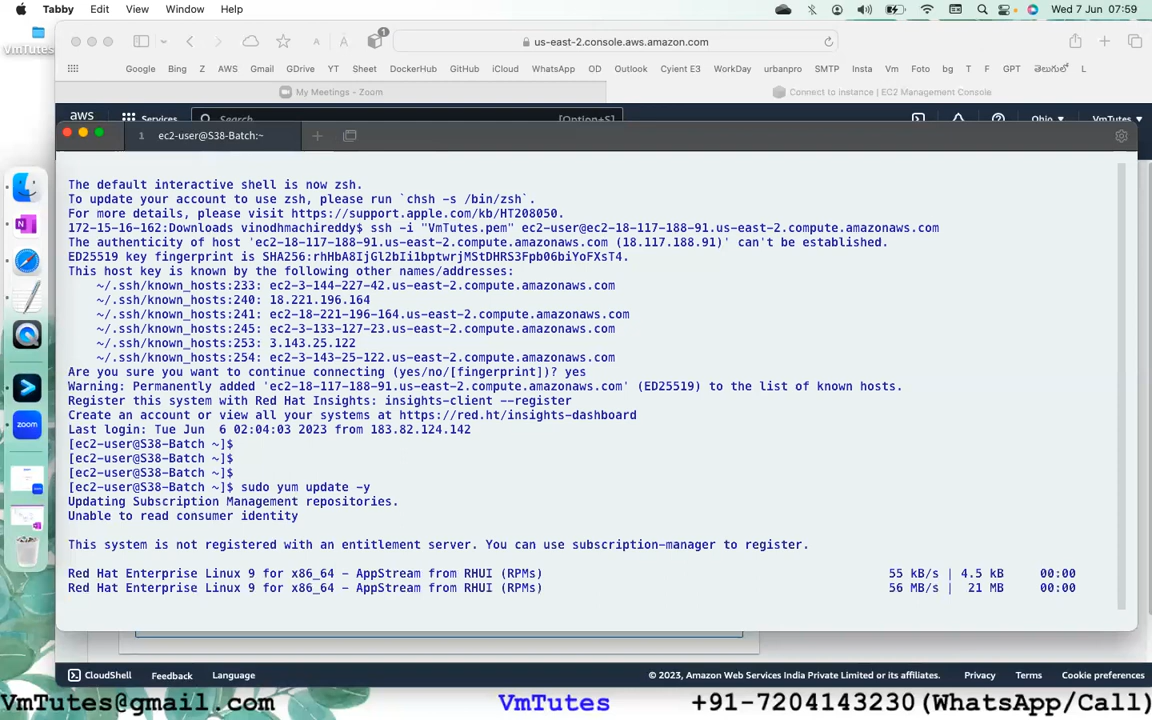 Tabby Edit View Window Help Wed 7 Jun 07:59
VmTutes
1
us-east-2.console.aws.amazon.com
Google Bing Z AWS Gmail GDrive YT Sheet DockerHub GitHub iCloud WhatsApp OD Outlook Cyient E3 WorkDay urbanpro SMTP Insta Vm Foto bg T F GPT తెలుగులో L
My Meetings - Zoom Connect to instance | EC2 Management Console
aws Services Search [Option+S] Ohio VmTutes
1 ec2-user@S38-Batch:~
The default interactive shell is now zsh.
To update your account to use zsh, please run `chsh -s /bin/zsh`.
For more details, please visit https://support.apple.com/kb/HT208050.
172-15-16-162:Downloads vinodhmachireddy$ ssh -i "VmTutes.pem" ec2-user@ec2-18-117-188-91.us-east-2.compute.amazonaws.com
The authenticity of host 'ec2-18-117-188-91.us-east-2.compute.amazonaws.com (18.117.188.91)' can't be established.
ED25519 key fingerprint is SHA256:rhHbA8IjGl2bIi1bptwrjMStDHRS3Fpb06biYoFXsT4.
This host key is known by the following other names/addresses:
~/.ssh/known_hosts:233: ec2-3-144-227-42.us-east-2.compute.amazonaws.com
~/.ssh/known_hosts:240: 18.221.196.164
~/.ssh/known_hosts:241: ec2-18-221-196-164.us-east-2.compute.amazonaws.com
~/.ssh/known_hosts:245: ec2-3-133-127-23.us-east-2.compute.amazonaws.com
~/.ssh/known_hosts:253: 3.143.25.122
~/.ssh/known_hosts:254: ec2-3-143-25-122.us-east-2.compute.amazonaws.com
Are you sure you want to continue connecting (yes/no/[fingerprint])? yes
Warning: Permanently added 'ec2-18-117-188-91.us-east-2.compute.amazonaws.com' (ED25519) to the list of known hosts.
Register this system with Red Hat Insights: insights-client --register
Create an account or view all your systems at https://red.ht/insights-dashboard
Last login: Tue Jun  6 02:04:03 2023 from 183.82.124.142
[ec2-user@S38-Batch ~]$
[ec2-user@S38-Batch ~]$
[ec2-user@S38-Batch ~]$
[ec2-user@S38-Batch ~]$ sudo yum update -y
Updating Subscription Management repositories.
Unable to read consumer identity
This system is not registered with an entitlement server. You can use subscription-manager to register.
Red Hat Enterprise Linux 9 for x86_64 - AppStream from RHUI (RPMs) 55 kB/s | 4.5 kB 00:00
Red Hat Enterprise Linux 9 for x86_64 - AppStream from RHUI (RPMs) 56 MB/s | 21 MB 00:00
zoom
CloudShell Feedback Language © 2023, Amazon Web Services India Private Limited or its affiliates. Privacy Terms Cookie preferences
VmTutes@gmail.com VmTutes +91-7204143230(WhatsApp/Call)